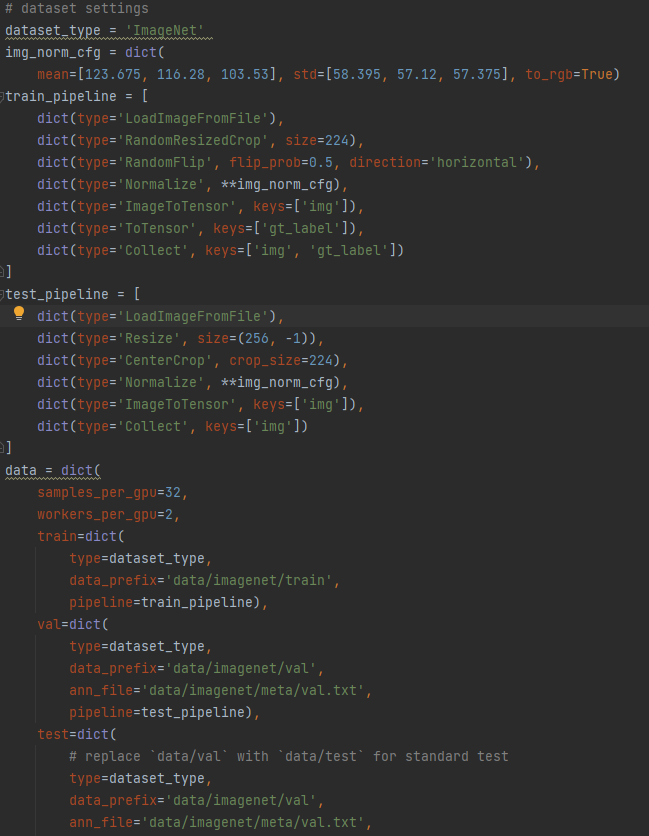 # dataset settings
dataset_type = 'ImageNet'
img_norm_cfg = dict(
    mean=[123.675, 116.28, 103.53], std=[58.395, 57.12, 57.375], to_rgb=True)
train_pipeline = [
    dict(type='LoadImageFromFile'),
    dict(type='RandomResizedCrop', size=224),
    dict(type='RandomFlip', flip_prob=0.5, direction='horizontal'),
    dict(type='Normalize', **img_norm_cfg),
    dict(type='ImageToTensor', keys=['img']),
    dict(type='ToTensor', keys=['gt_label']),
    dict(type='Collect', keys=['img', 'gt_label'])
]
test_pipeline = [
    dict(type='LoadImageFromFile'),
    dict(type='Resize', size=(256, -1)),
    dict(type='CenterCrop', crop_size=224),
    dict(type='Normalize', **img_norm_cfg),
    dict(type='ImageToTensor', keys=['img']),
    dict(type='Collect', keys=['img'])
]
data = dict(
    samples_per_gpu=32,
    workers_per_gpu=2,
    train=dict(
        type=dataset_type,
        data_prefix='data/imagenet/train',
        pipeline=train_pipeline),
    val=dict(
        type=dataset_type,
        data_prefix='data/imagenet/val',
        ann_file='data/imagenet/meta/val.txt',
        pipeline=test_pipeline),
    test=dict(
        # replace `data/val` with `data/test` for standard test
        type=dataset_type,
        data_prefix='data/imagenet/val',
        ann_file='data/imagenet/meta/val.txt',